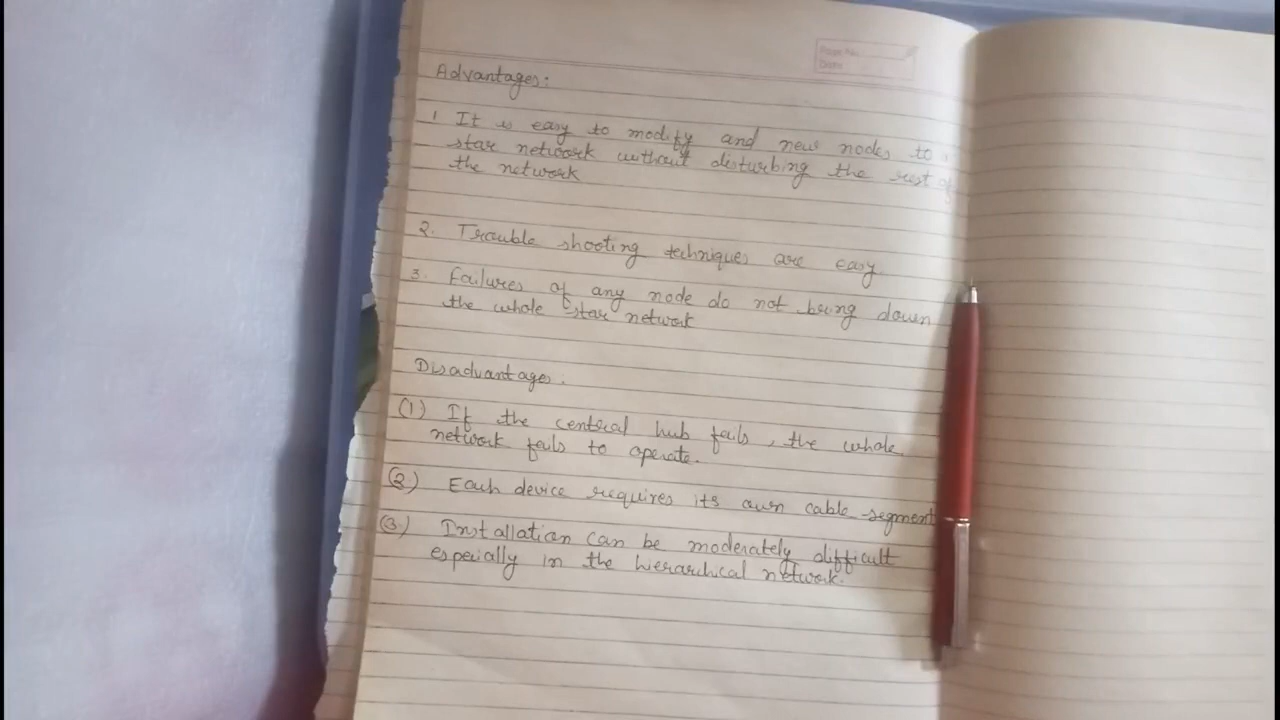 Page No.
Date
Advantages:
1 It is easy to modify and new nodes to
star network without disturbing the rest of
the network
2. Trouble shooting techniques are easy.
3. Failures of any node do not bring down
the whole star network
Disadvantages:
(1) If the central hub fails, the whole
network fails to operate.
(2) Each device requires its own cable segment
(3) Installation can be moderately difficult
especially in the hierarchical network.